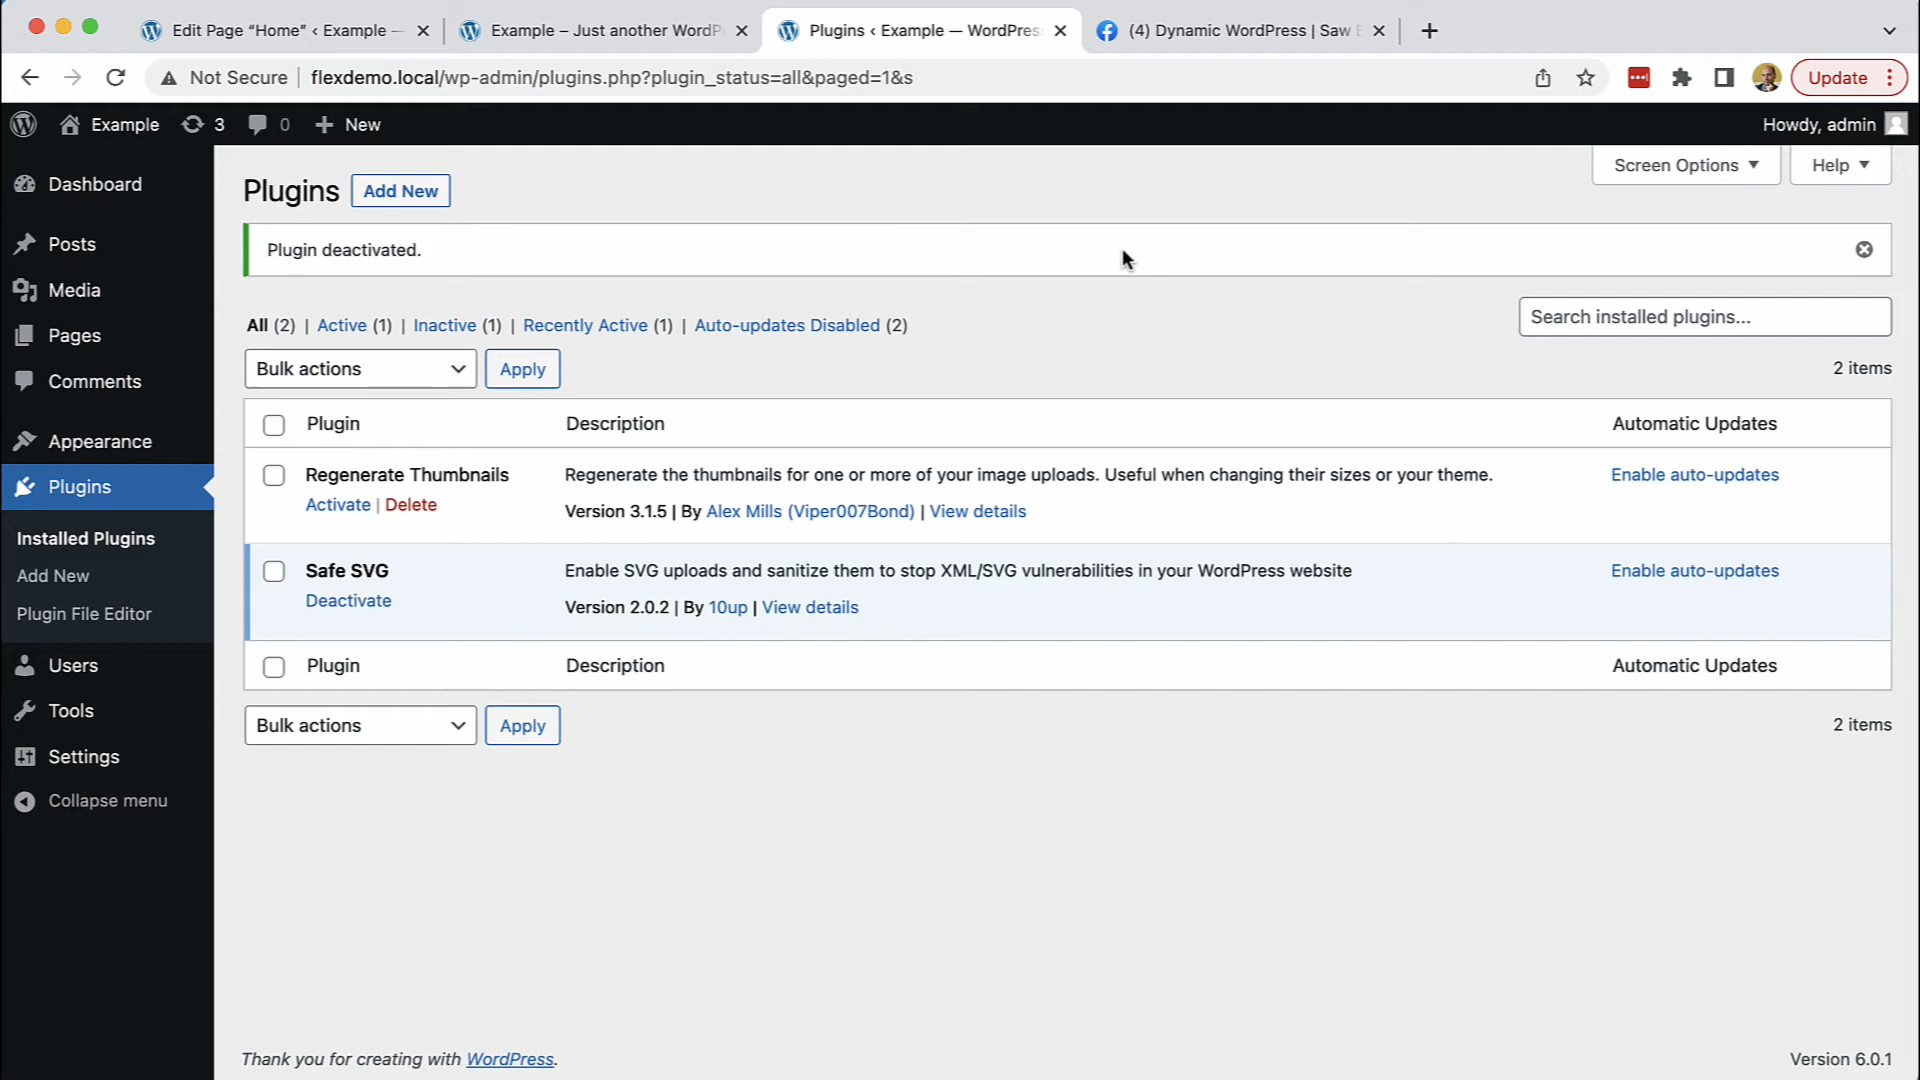 Edit Page “Home” ‹ Example —
Example – Just another WordP
Plugins ‹ Example — WordPres
(4) Dynamic WordPress | Saw
Not Secure
flexdemo.local/wp-admin/plugins.php?plugin_status=all&paged=1&s
Update
Example
3
0
New
Howdy, admin
Dashboard
Posts
Media
Pages
Comments
Appearance
Plugins
Installed Plugins
Add New
Plugin File Editor
Users
Tools
Settings
Collapse menu
Screen Options
Help
Plugins
Add New
Plugin deactivated.
All (2) | Active (1) | Inactive (1) | Recently Active (1) | Auto-updates Disabled (2)
Search installed plugins...
Bulk actions
Apply
2 items
Plugin
Description
Automatic Updates
Regenerate Thumbnails
Activate | Delete
Regenerate the thumbnails for one or more of your image uploads. Useful when changing their sizes or your theme.
Version 3.1.5 | By Alex Mills (Viper007Bond) | View details
Enable auto-updates
Safe SVG
Deactivate
Enable SVG uploads and sanitize them to stop XML/SVG vulnerabilities in your WordPress website
Version 2.0.2 | By 10up | View details
Enable auto-updates
Plugin
Description
Automatic Updates
Bulk actions
Apply
2 items
Thank you for creating with WordPress.
Version 6.0.1